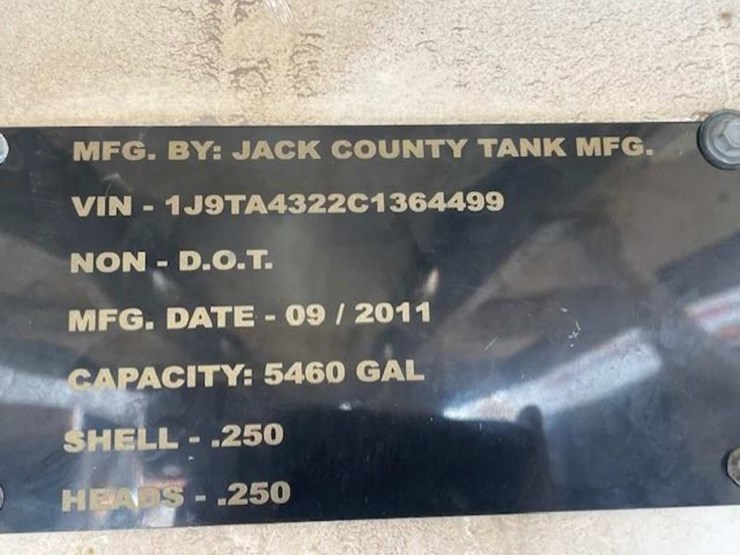 MFG. BY: JACK COUNTY TANK MFG.
VIN - 1J9TA4322C1364499
NON - D.O.T.
MFG. DATE - 09 / 2011
CAPACITY: 5460 GAL
SHELL - .250
HEADS - .250